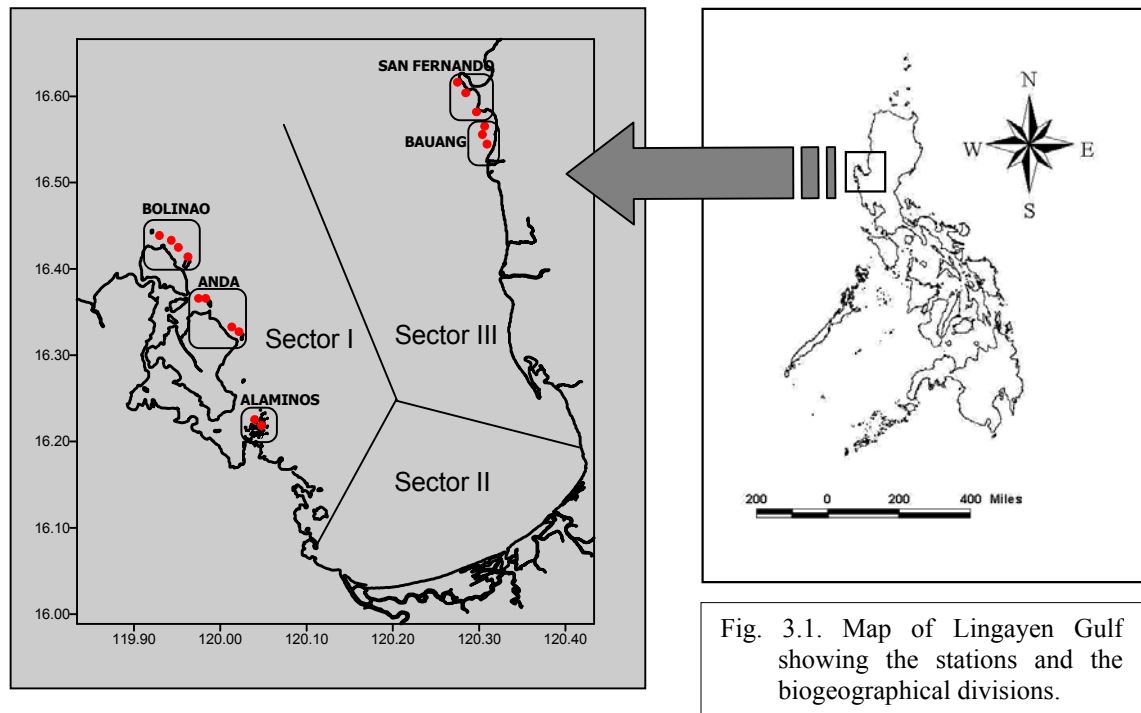 SAN FERNANDO
16.60
BAUANG
16.50
BOLINAO
16.40
ANDA
Sector I
Sector III
16.30
ALAMINOS
16.20
Sector II
16.10
16.00
119.90 120.00 120.10 120.20 120.30 120.40
N
W E
S
200 0 200 400 Miles
Fig. 3.1. Map of Lingayen Gulf
showing the stations and the
biogeographical divisions.